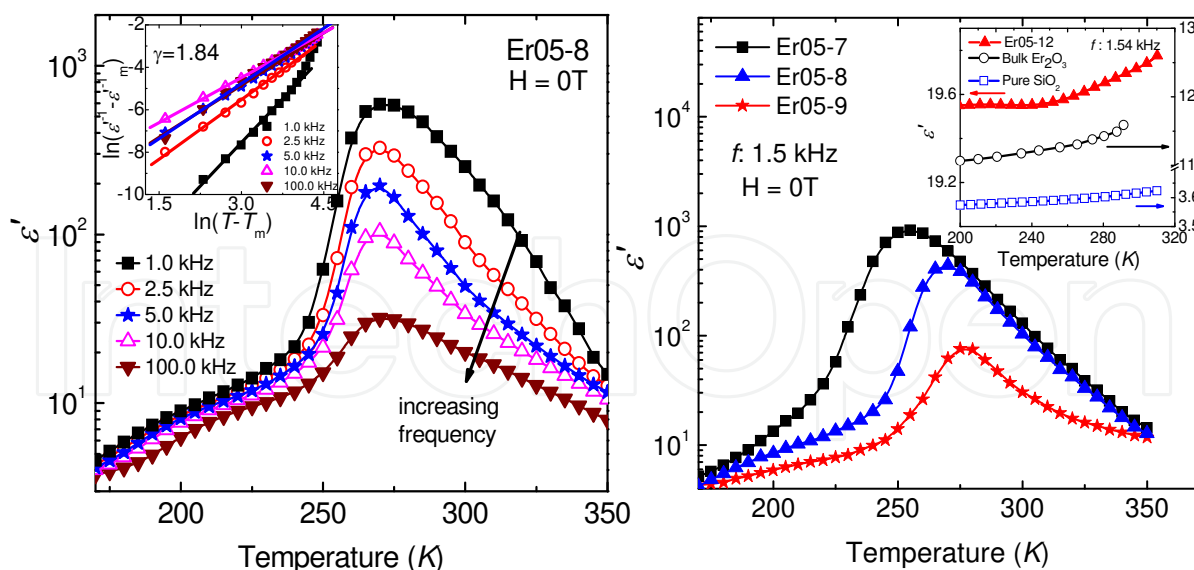 Er05-8
H = 0T
γ=1.84
ln(ε'⁻¹-ε'⁻¹ₘ)
-2
-4
-6
-8
-10
1.5
3.0
4.5
ln(T-Tₘ)
1.0 kHz
2.5 kHz
5.0 kHz
10.0 kHz
100.0 kHz
10³
10²
10¹
ε'
1.0 kHz
2.5 kHz
5.0 kHz
10.0 kHz
100.0 kHz
increasing
frequency
200
250
300
350
Temperature (K)
Er05-7
Er05-8
Er05-9
f: 1.5 kHz
H = 0T
10⁴
10³
10²
10¹
ε'
200
250
300
350
Temperature (K)
Er05-12
Bulk Er₂O₃
Pure SiO₂
f : 1.54 kHz
19.6
19.2
ε'
13
12
11
3.6
3.5
200
240
280
320
Temperature (K)
InTechOpen